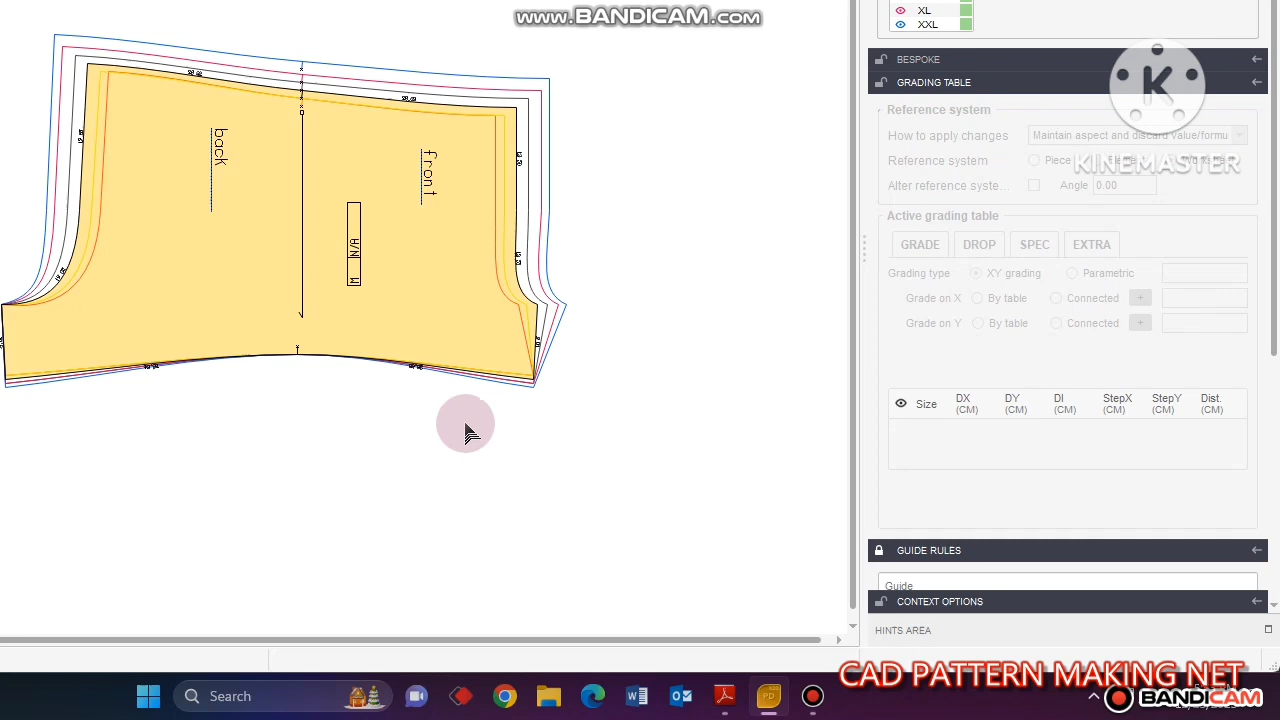 www.BANDICAM.com
XL
XXL
BESPOKE
GRADING TABLE
K
KINEMASTER
Reference system
How to apply changes
Maintain aspect and discard value/formu
Reference system
Piece
Alter reference syste...
Angle
0.00
Active grading table
GRADE
DROP
SPEC
EXTRA
Grading type
XY grading
Parametric
Grade on X
By table
Connected
+
Grade on Y
By table
Connected
+
Size
DX (CM)
DY (CM)
DI (CM)
StepX (CM)
StepY (CM)
Dist. (CM)
GUIDE RULES
Guide
CONTEXT OPTIONS
HINTS AREA
back
front
M
Search
PD
CAD PATTERN MAKING NET
BANDICAM